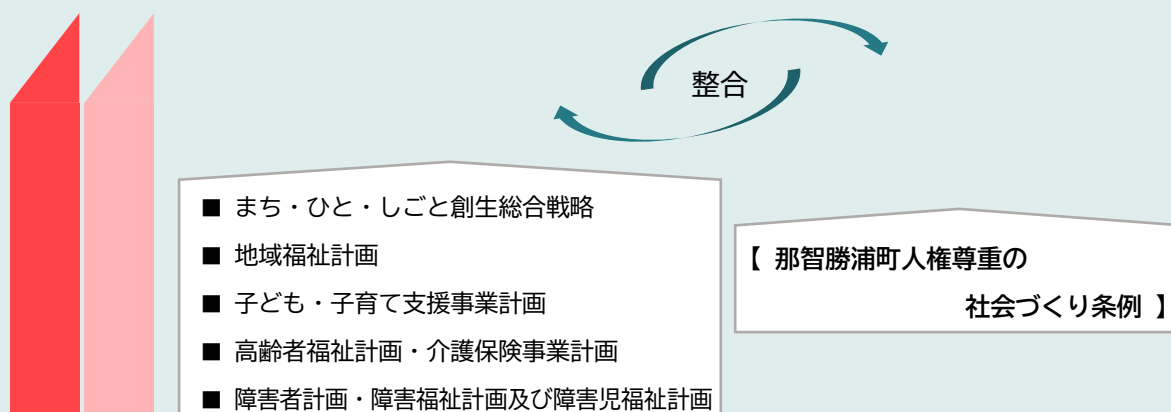 整合
■ まち・ひと・しごと創生総合戦略
■ 地域福祉計画
■ 子ども・子育て支援事業計画
■ 高齢者福祉計画・介護保険事業計画
■ 障害者計画・障害福祉計画及び障害児福祉計画
【 那智勝浦町人権尊重の
社会づくり条例 】